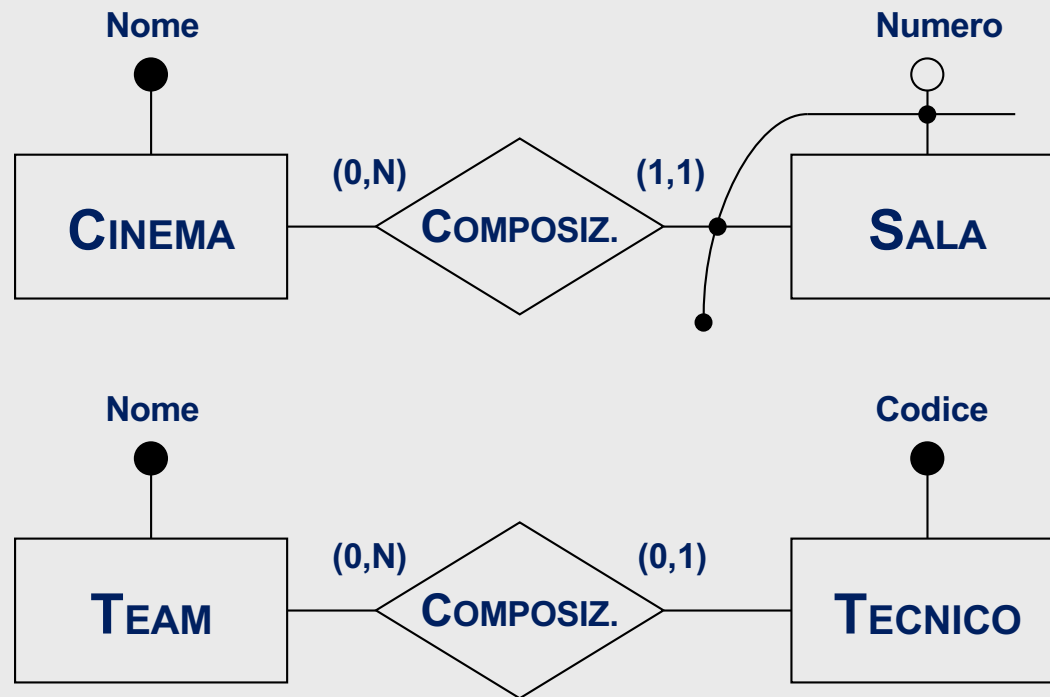 Nome Numero
(0,N) (1,1)
CINEMA COMPOSIZ. SALA
Nome Codice
(0,N) (0,1)
TEAM COMPOSIZ. TECNICO